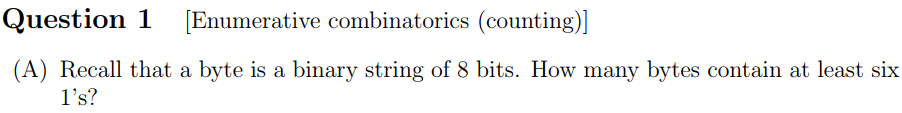 Question 1 [Enumerative combinatorics (counting)]
(A) Recall that a byte is a binary string of 8 bits. How many bytes contain at least six
1's?